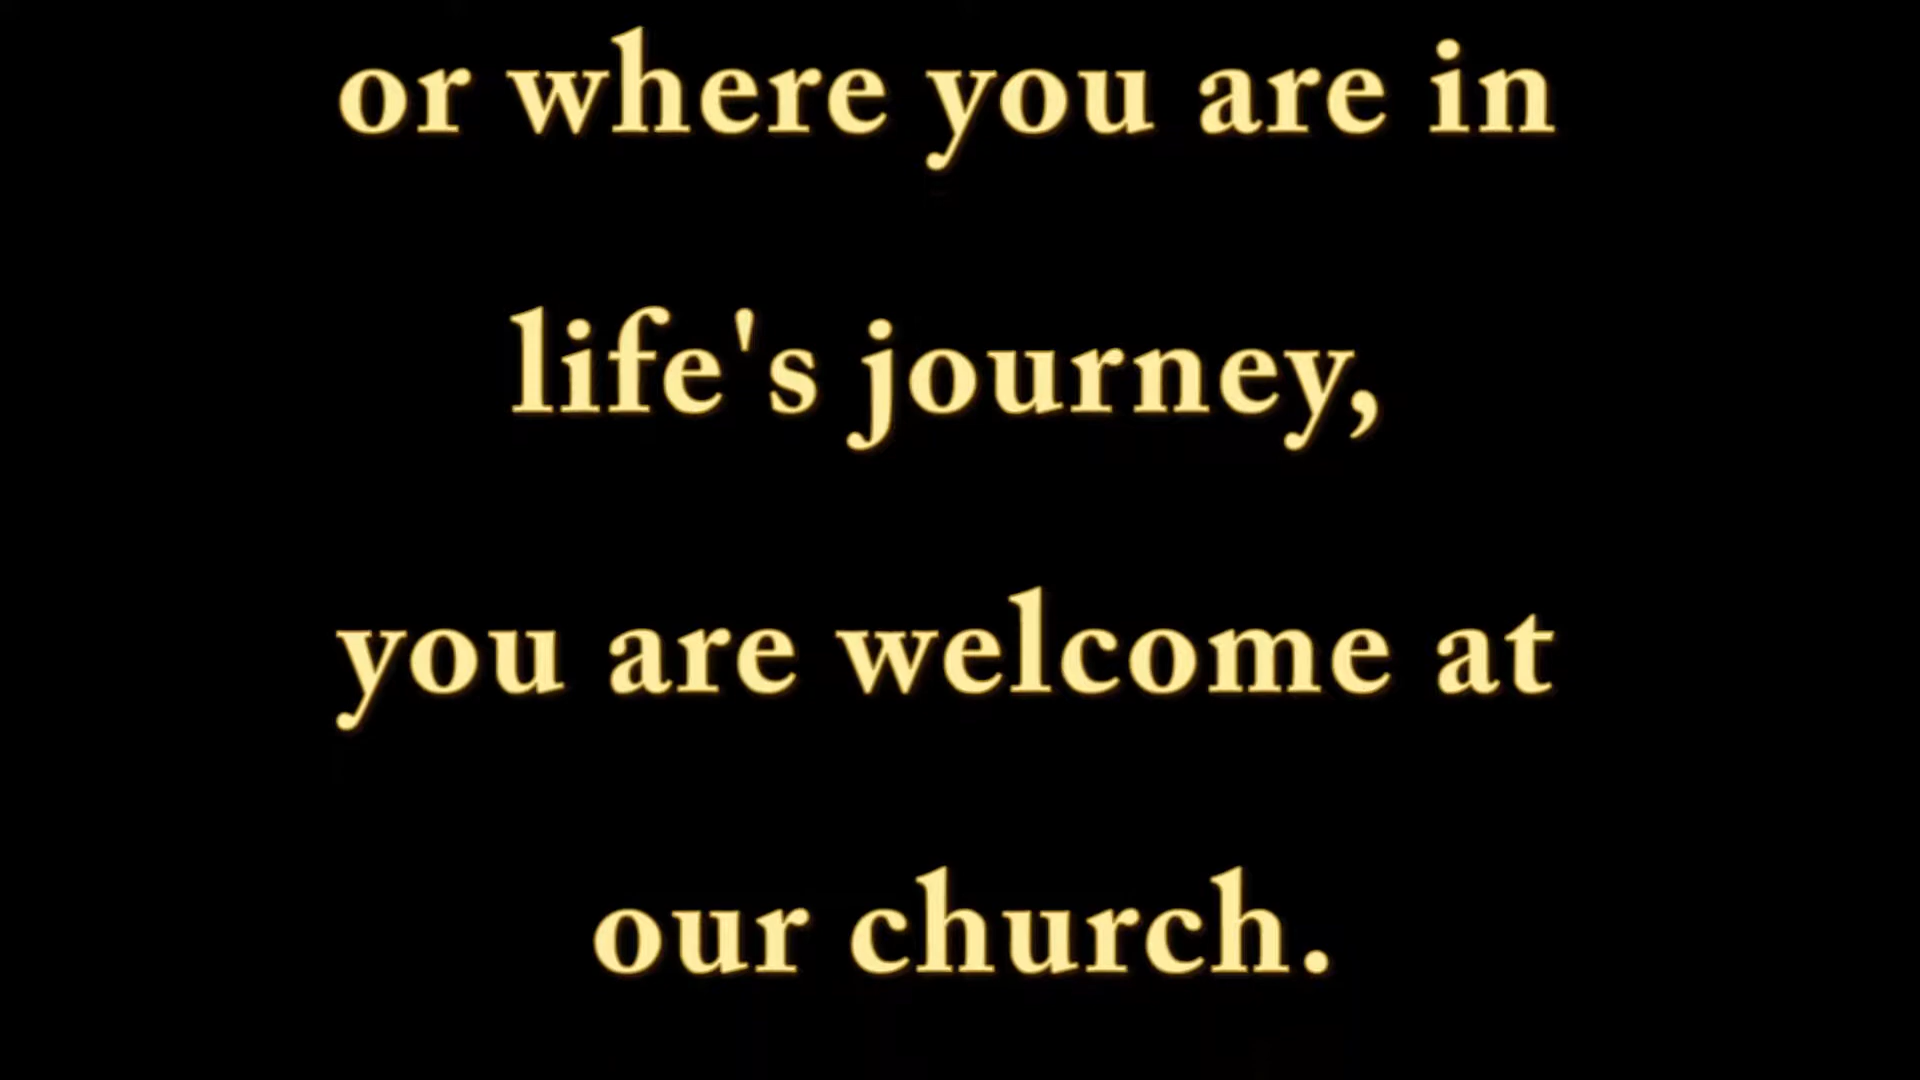 or where you are in
life's journey,
you are welcome at
our church.